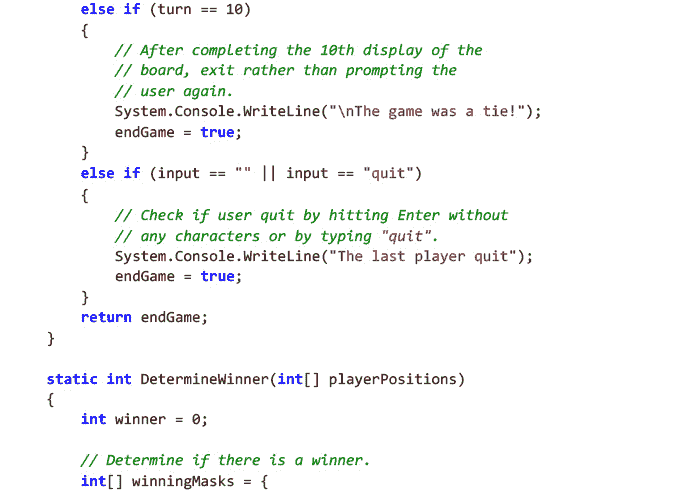 else if (turn == 10)
{
// After completing the 10th display of the
// board, exit rather than prompting the
// user again.
System.Console.WriteLine("\nThe game was a tie!");
endGame = true;
}
else if (input == "" || input == "quit")
{
// Check if user quit by hitting Enter without
// any characters or by typing "quit".
System.Console.WriteLine("The last player quit");
endGame = true;
}
return endGame;
}
static int DetermineWinner(int[] playerPositions)
{
int winner = 0;
// Determine if there is a winner.
int[] winningMasks = {